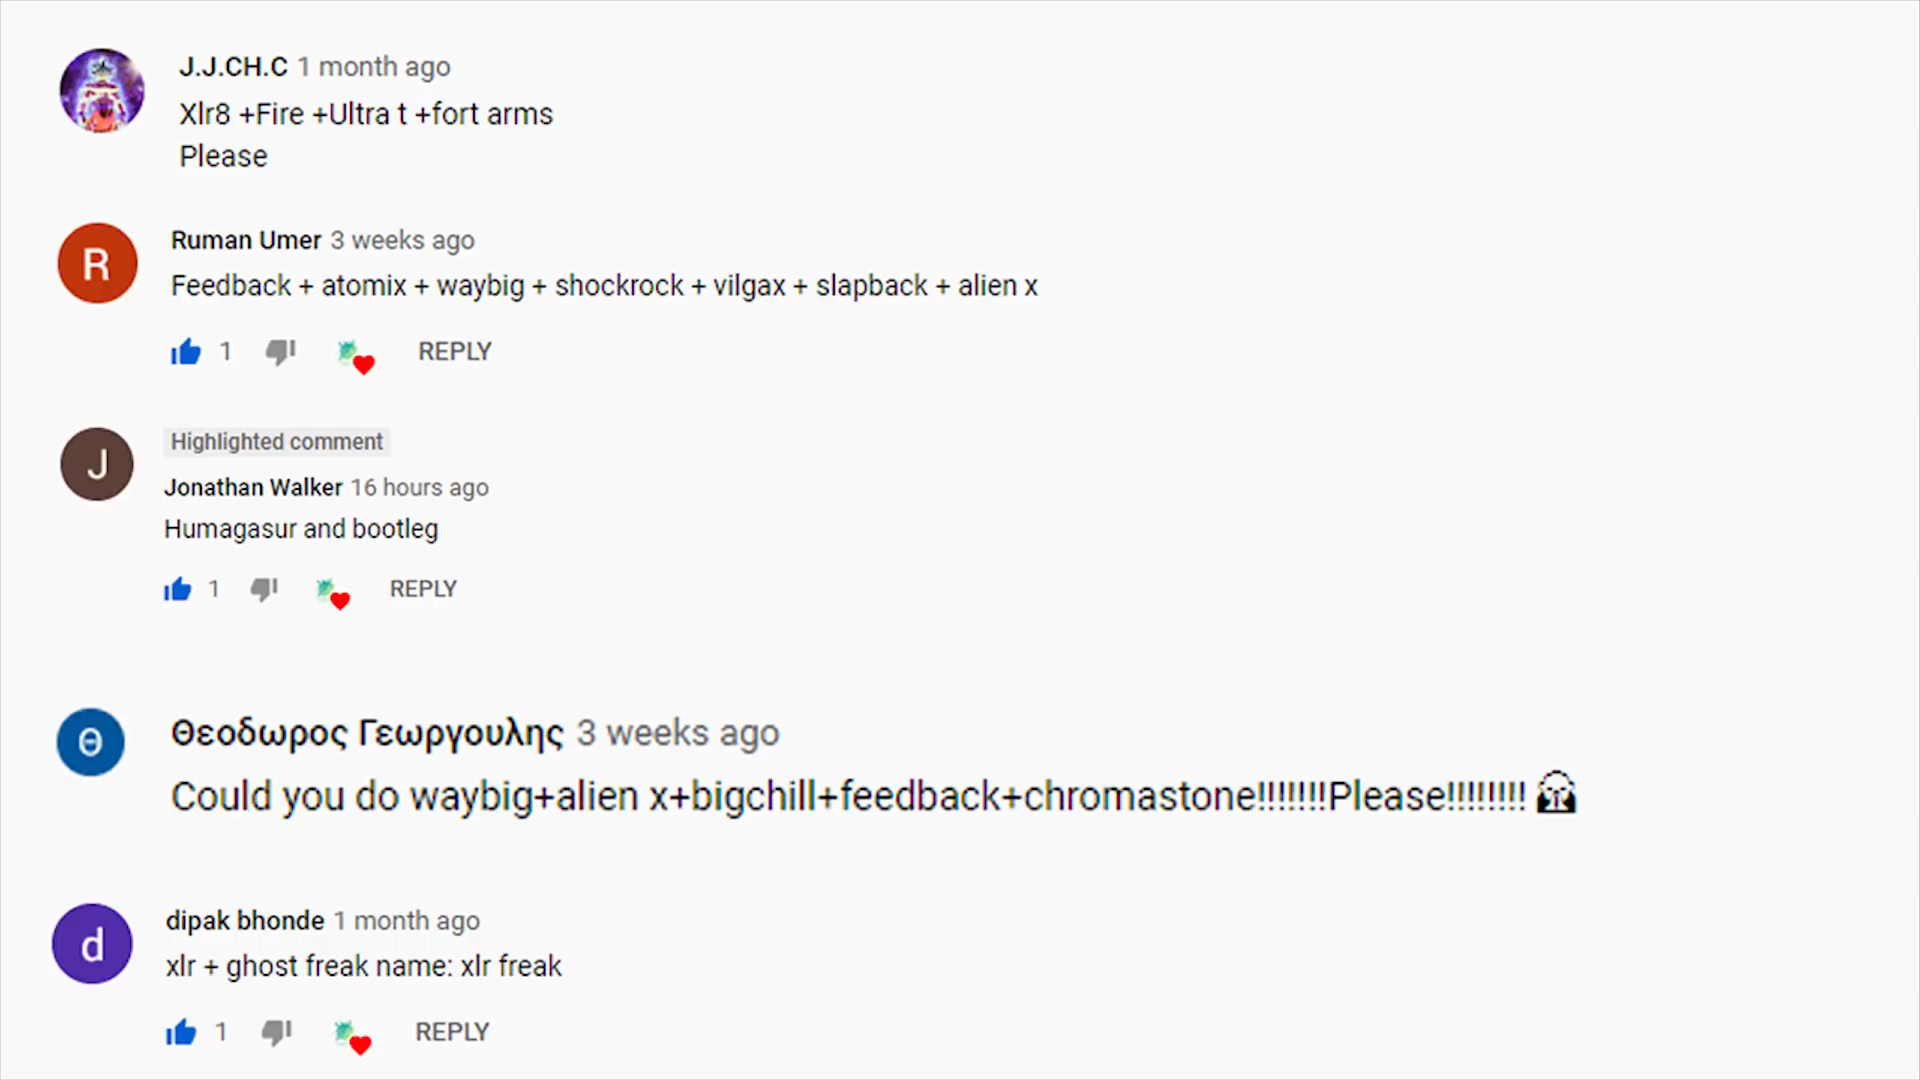 J.J.CH.C 1 month ago
Xlr8 +Fire +Ultra t +fort arms
Please
R
Ruman Umer 3 weeks ago
Feedback + atomix + waybig + shockrock + vilgax + slapback + alien x
1 REPLY
Highlighted comment
J
Jonathan Walker 16 hours ago
Humagasur and bootleg
1 REPLY
Θ
Θεοδωρος Γεωργουλης 3 weeks ago
Could you do waybig+alien x+bigchill+feedback+chromastone!!!!!!!Please!!!!!!!!
d
dipak bhonde 1 month ago
xlr + ghost freak name: xlr freak
1 REPLY